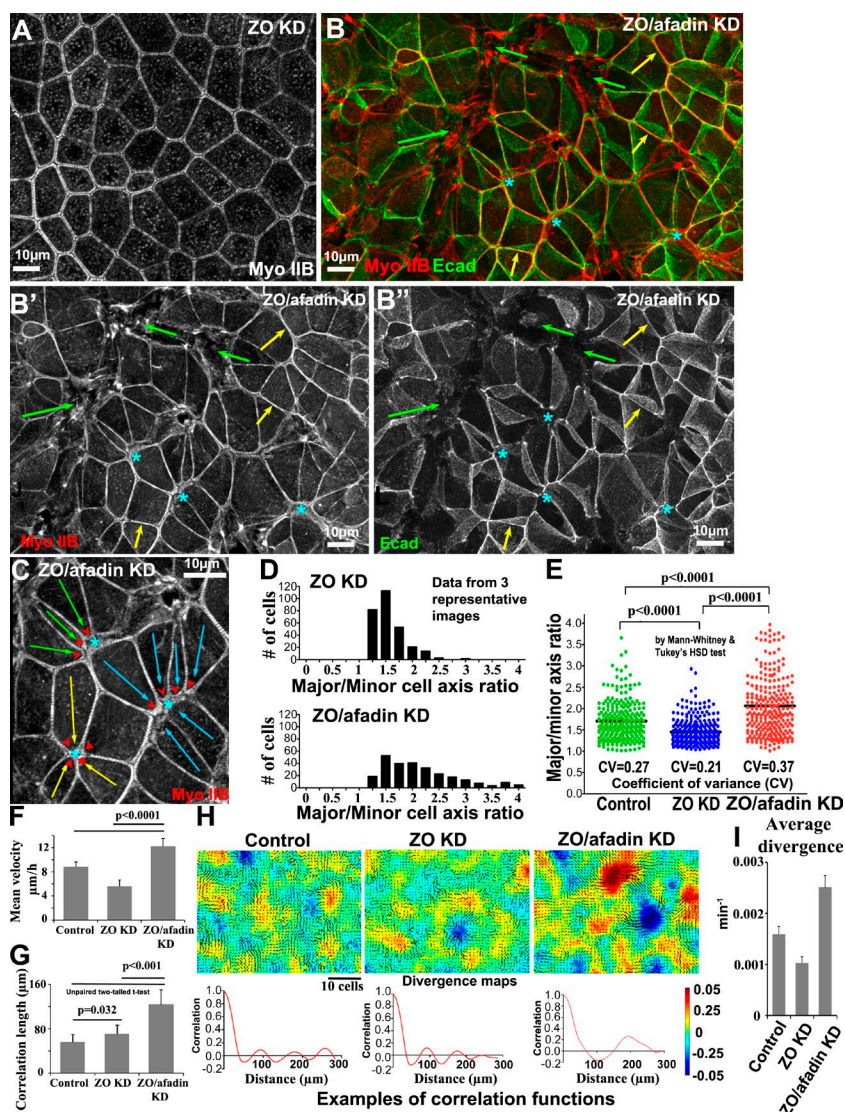 A
ZO KD
10µm
Myo IIB
B
ZO/afadin KD
10µm
Myo IIB Ecad
B'
ZO/afadin KD
Myo IIB
10µm
B''
ZO/afadin KD
Ecad
10µm
C
ZO/afadin KD
10µm
Myo IIB
D
ZO KD
Data from 3
representative
images
# of cells
120
100
80
60
40
20
0
0 0.5 1 1.5 2 2.5 3 3.5 4
Major/Minor cell axis ratio
ZO/afadin KD
# of cells
120
100
80
60
40
20
0
0 0.5 1 1.5 2 2.5 3 3.5 4
Major/Minor cell axis ratio
E
p<0.0001
p<0.0001
p<0.0001
by Mann-Whitney &
Tukey's HSD test
Major/minor axis ratio
4.0
3.5
3.0
2.5
2.0
1.5
1.0
0.5
0.0
CV=0.27 CV=0.21 CV=0.37
Coefficient of variance (CV)
Control ZO KD ZO/afadin KD
F
p<0.0001
Mean velocity
µm/h
12
8
4
0
Control ZO KD ZO/afadin
KD
G
p<0.001
Unpaired two-tailed t-test
p=0.032
Correlation length (µm)
160
80
0
Control ZO KD ZO/afadin
KD
H
Control ZO KD ZO/afadin KD
10 cells
Divergence maps
Correlation
1.0
0.8
0.6
0.4
0.2
0
-0.2
0 100 200 300
Distance (µm)
Correlation
1.0
0.8
0.6
0.4
0.2
0
-0.2
0 100 200 300
Distance (µm)
Correlation
1.0
0.8
0.6
0.4
0.2
0
-0.2
0 100 200 300
Distance (µm)
0.05
0.25
0
-0.25
-0.05
Examples of correlation functions
I
Average
divergence
min⁻¹
0.003
0.002
0.001
0
Control
ZO KD
ZO/afadin KD